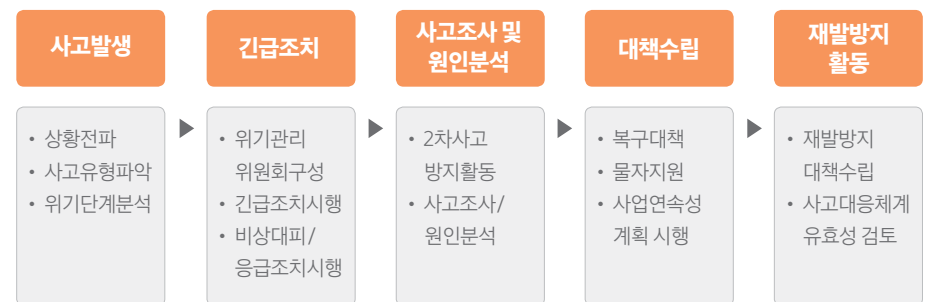 사고발생
긴급조치
사고조사 및
원인분석
대책수립
재발방지
활동
• 상황전파
• 사고유형파악
• 위기단계분석
• 위기관리
위원회구성
• 긴급조치시행
• 비상대피/
응급조치시행
• 2차사고
방지활동
• 사고조사/
원인분석
• 복구대책
• 물자지원
• 사업연속성
계획 시행
• 재발방지
대책수립
• 사고대응체계
유효성 검토